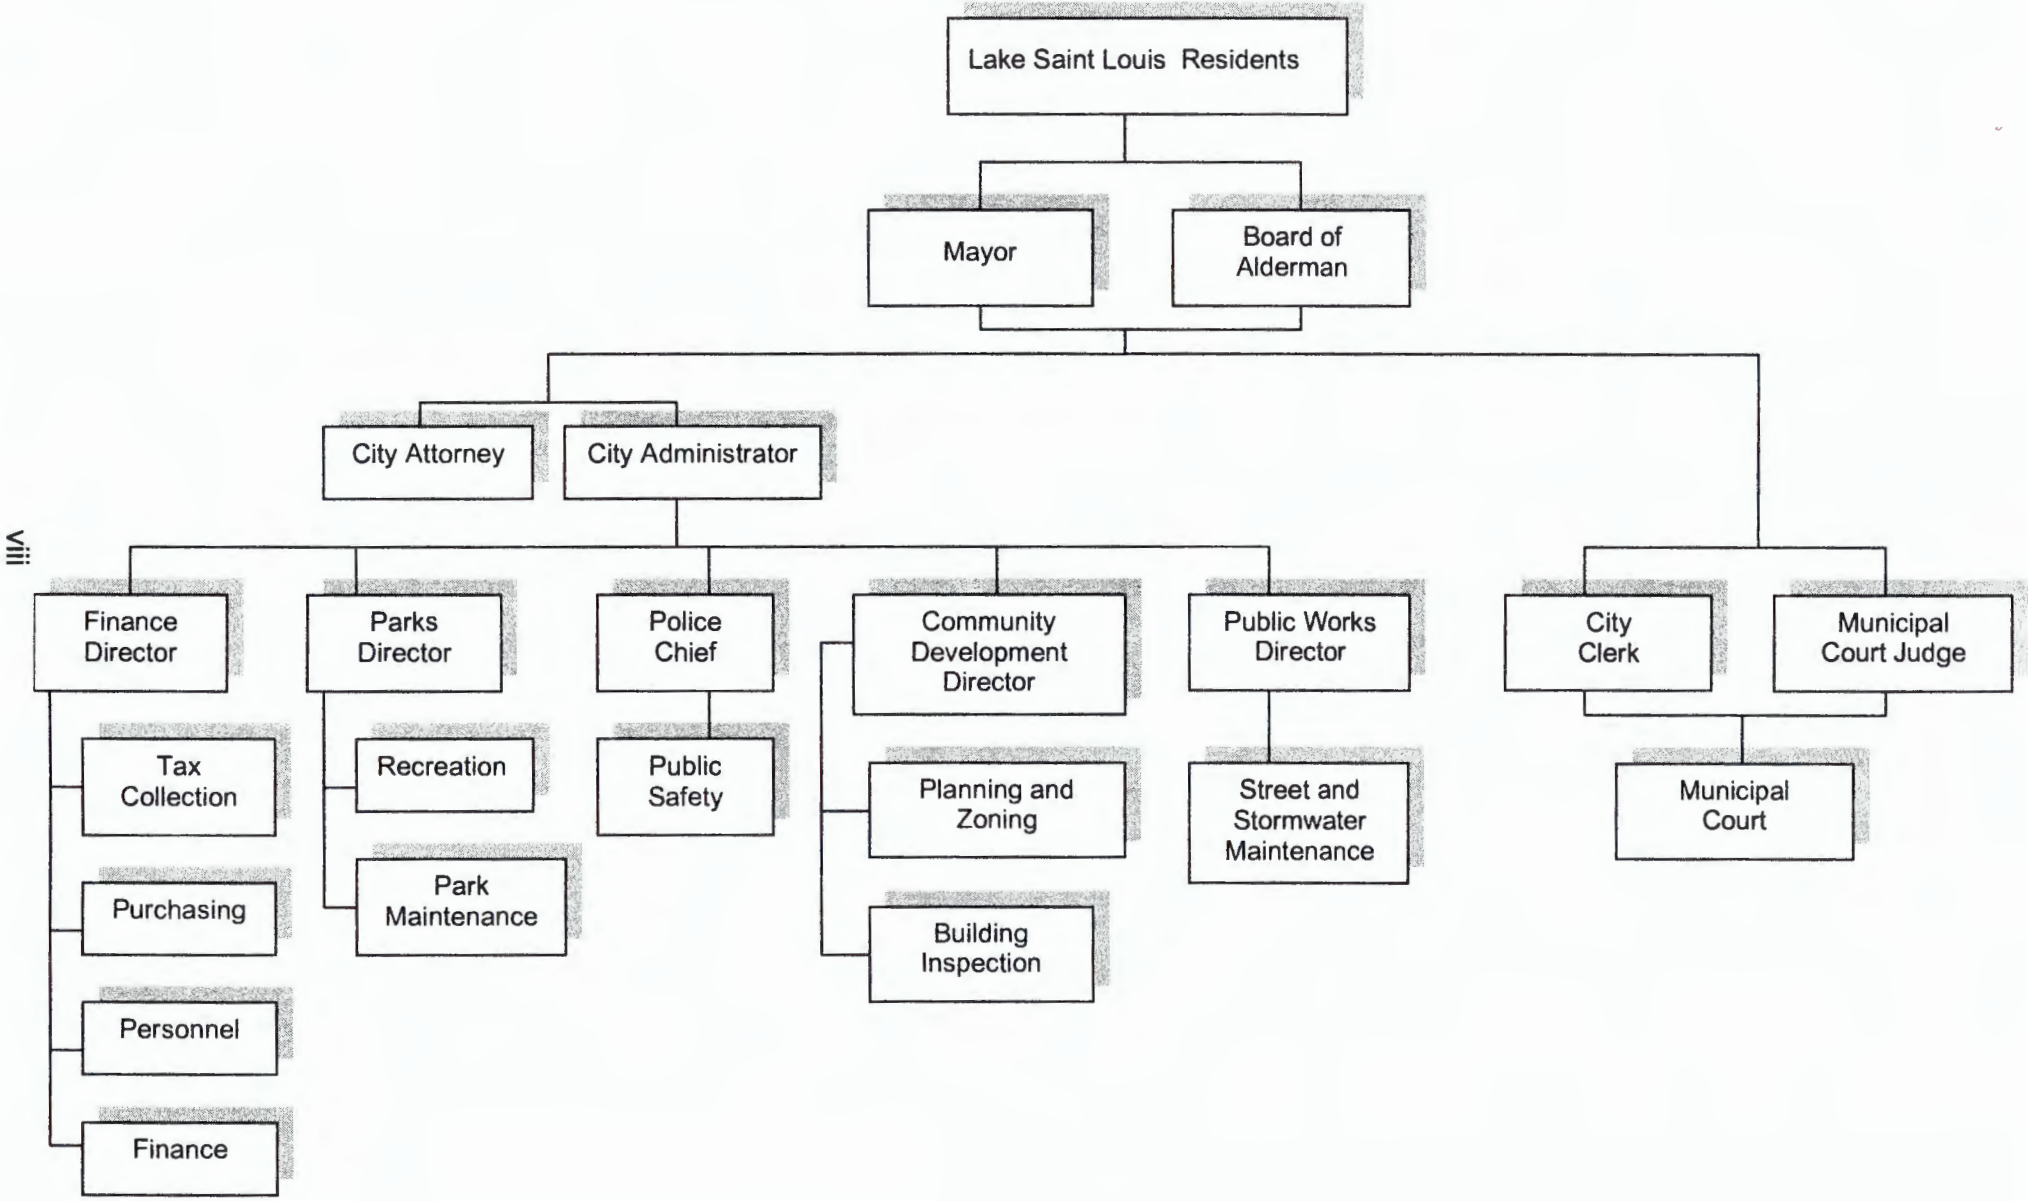 Lake Saint Louis Residents
Mayor
Board of
Alderman
City Attorney
City Administrator
viii
Finance
Director
Parks
Director
Police
Chief
Community
Development
Director
Public Works
Director
City
Clerk
Municipal
Court Judge
Tax
Collection
Recreation
Public
Safety
Planning and
Zoning
Street and
Stormwater
Maintenance
Municipal
Court
Purchasing
Park
Maintenance
Building
Inspection
Personnel
Finance